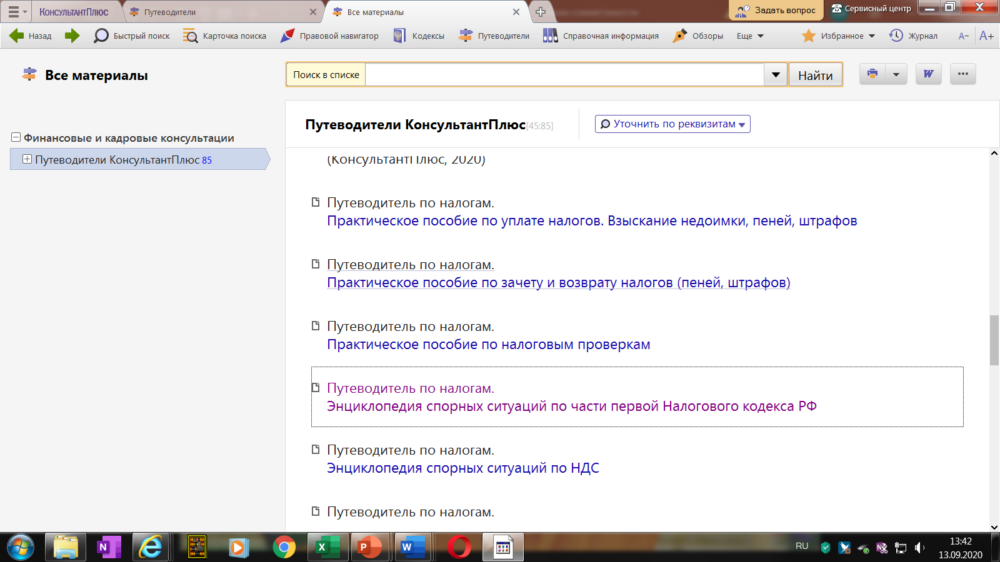 КонсультантПлюс
Путеводители
Все материалы
Задать вопрос
Сервисный центр
Назад
Быстрый поиск
Карточка поиска
Правовой навигатор
Кодексы
Путеводители
Справочная информация
Обзоры
Еще
Избранное
Журнал
A−
A+
Все материалы
Поиск в списке
Найти
W
Путеводители КонсультантПлюс[45:85]
Уточнить по реквизитам
Финансовые и кадровые консультации
Путеводители КонсультантПлюс 85
(КонсультантПлюс, 2020)
Путеводитель по налогам.
Практическое пособие по уплате налогов. Взыскание недоимки, пеней, штрафов
Путеводитель по налогам.
Практическое пособие по зачету и возврату налогов (пеней, штрафов)
Путеводитель по налогам.
Практическое пособие по налоговым проверкам
Путеводитель по налогам.
Энциклопедия спорных ситуаций по части первой Налогового кодекса РФ
Путеводитель по налогам.
Энциклопедия спорных ситуаций по НДС
Путеводитель по налогам.
N
X
P
W
RU
13:42
13.09.2020